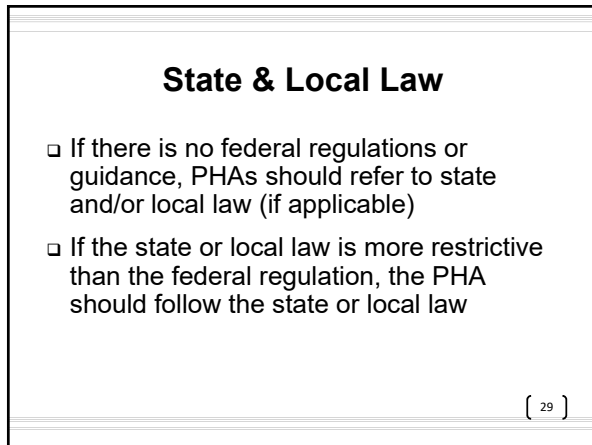 State & Local Law
❑ If there is no federal regulations or
guidance, PHAs should refer to state
and/or local law (if applicable)
❑ If the state or local law is more restrictive
than the federal regulation, the PHA
should follow the state or local law
29